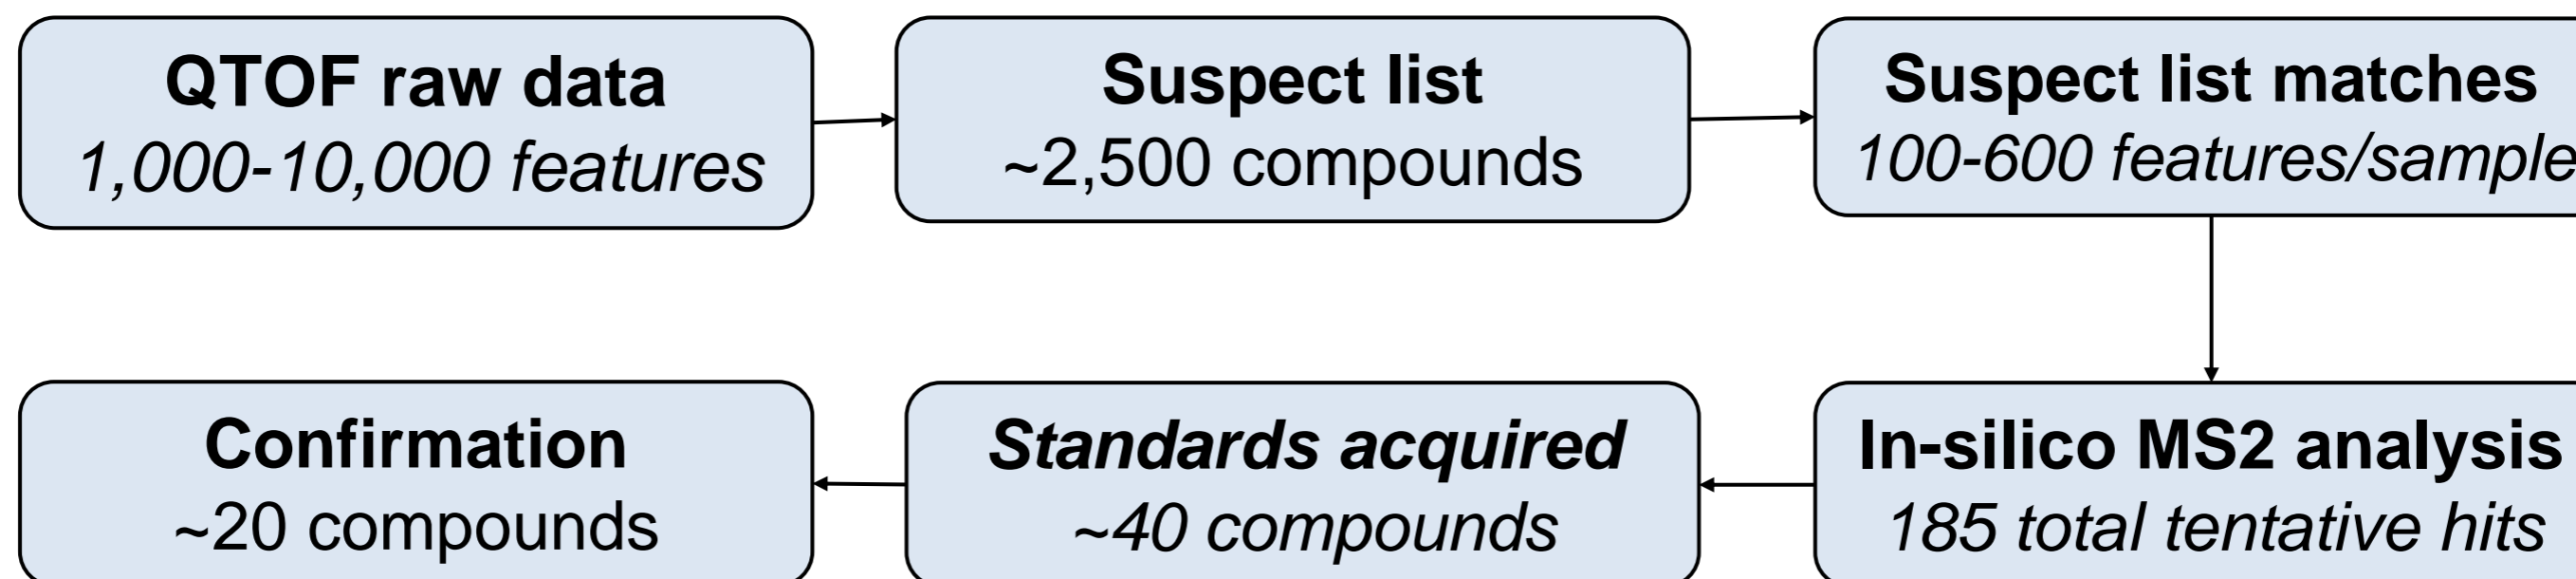 QTOF raw data
1,000-10,000 features
Suspect list
~2,500 compounds
Suspect list matches
100-600 features/sample
In-silico MS2 analysis
185 total tentative hits
Standards acquired
~40 compounds
Confirmation
~20 compounds